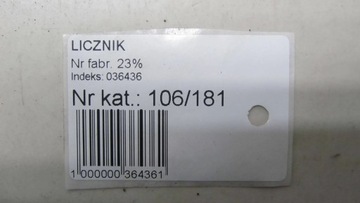 LICZNIK
Nr fabr. 23%
Indeks: 036436
Nr kat.: 106/181
1 000000 364361